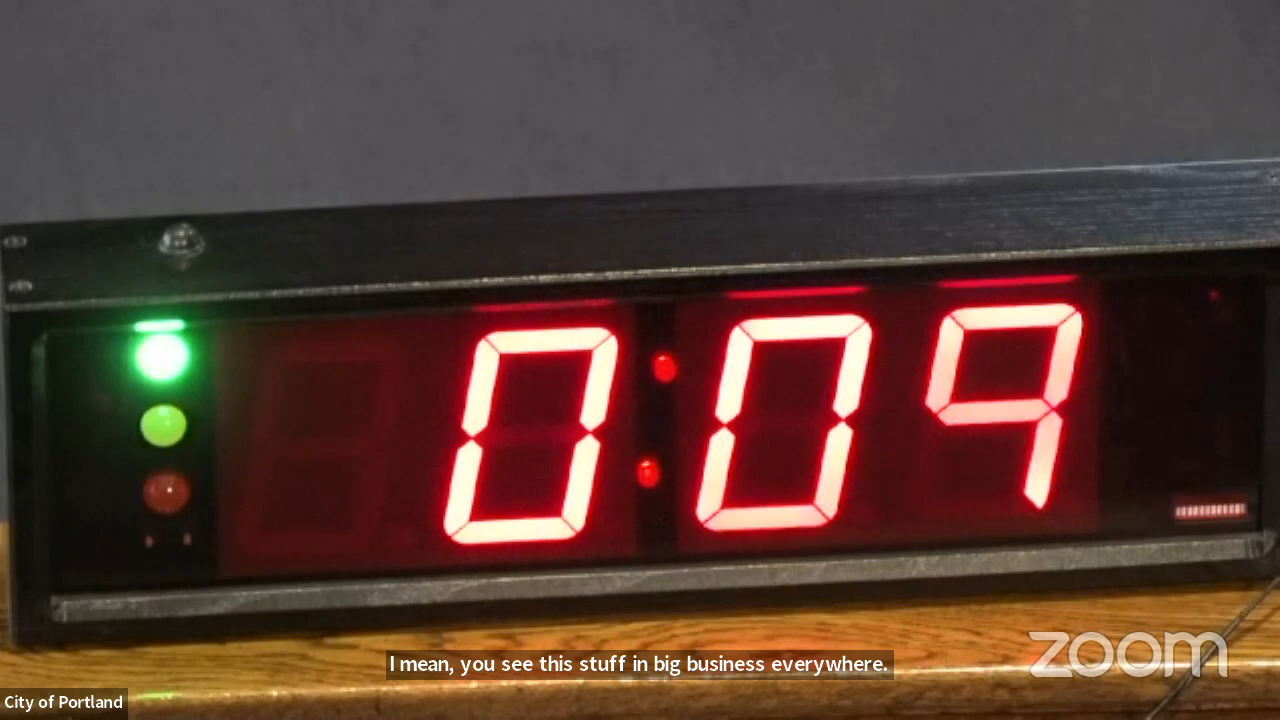 0:09
I mean, you see this stuff in big business everywhere.
zoom
City of Portland